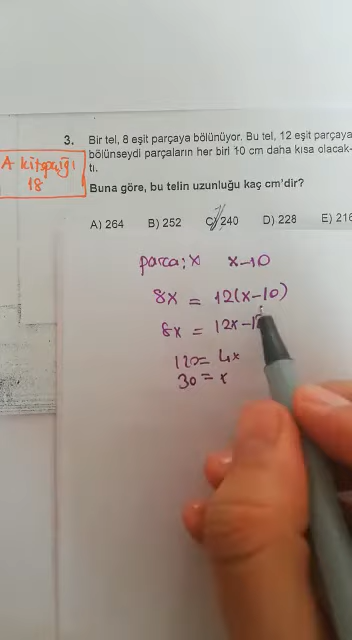 A kitapçığı
18
3. Bir tel, 8 eşit parçaya bölünüyor. Bu tel, 12 eşit parçaya
bölünseydi parçaların her biri 10 cm daha kısa olacak-
tı.
Buna göre, bu telin uzunluğu kaç cm'dir?
A) 264 B) 252 C) 240 D) 228 E) 216
parça: x x-10
8x = 12(x-10)
8x = 12x-
120 = 4x
30 = x